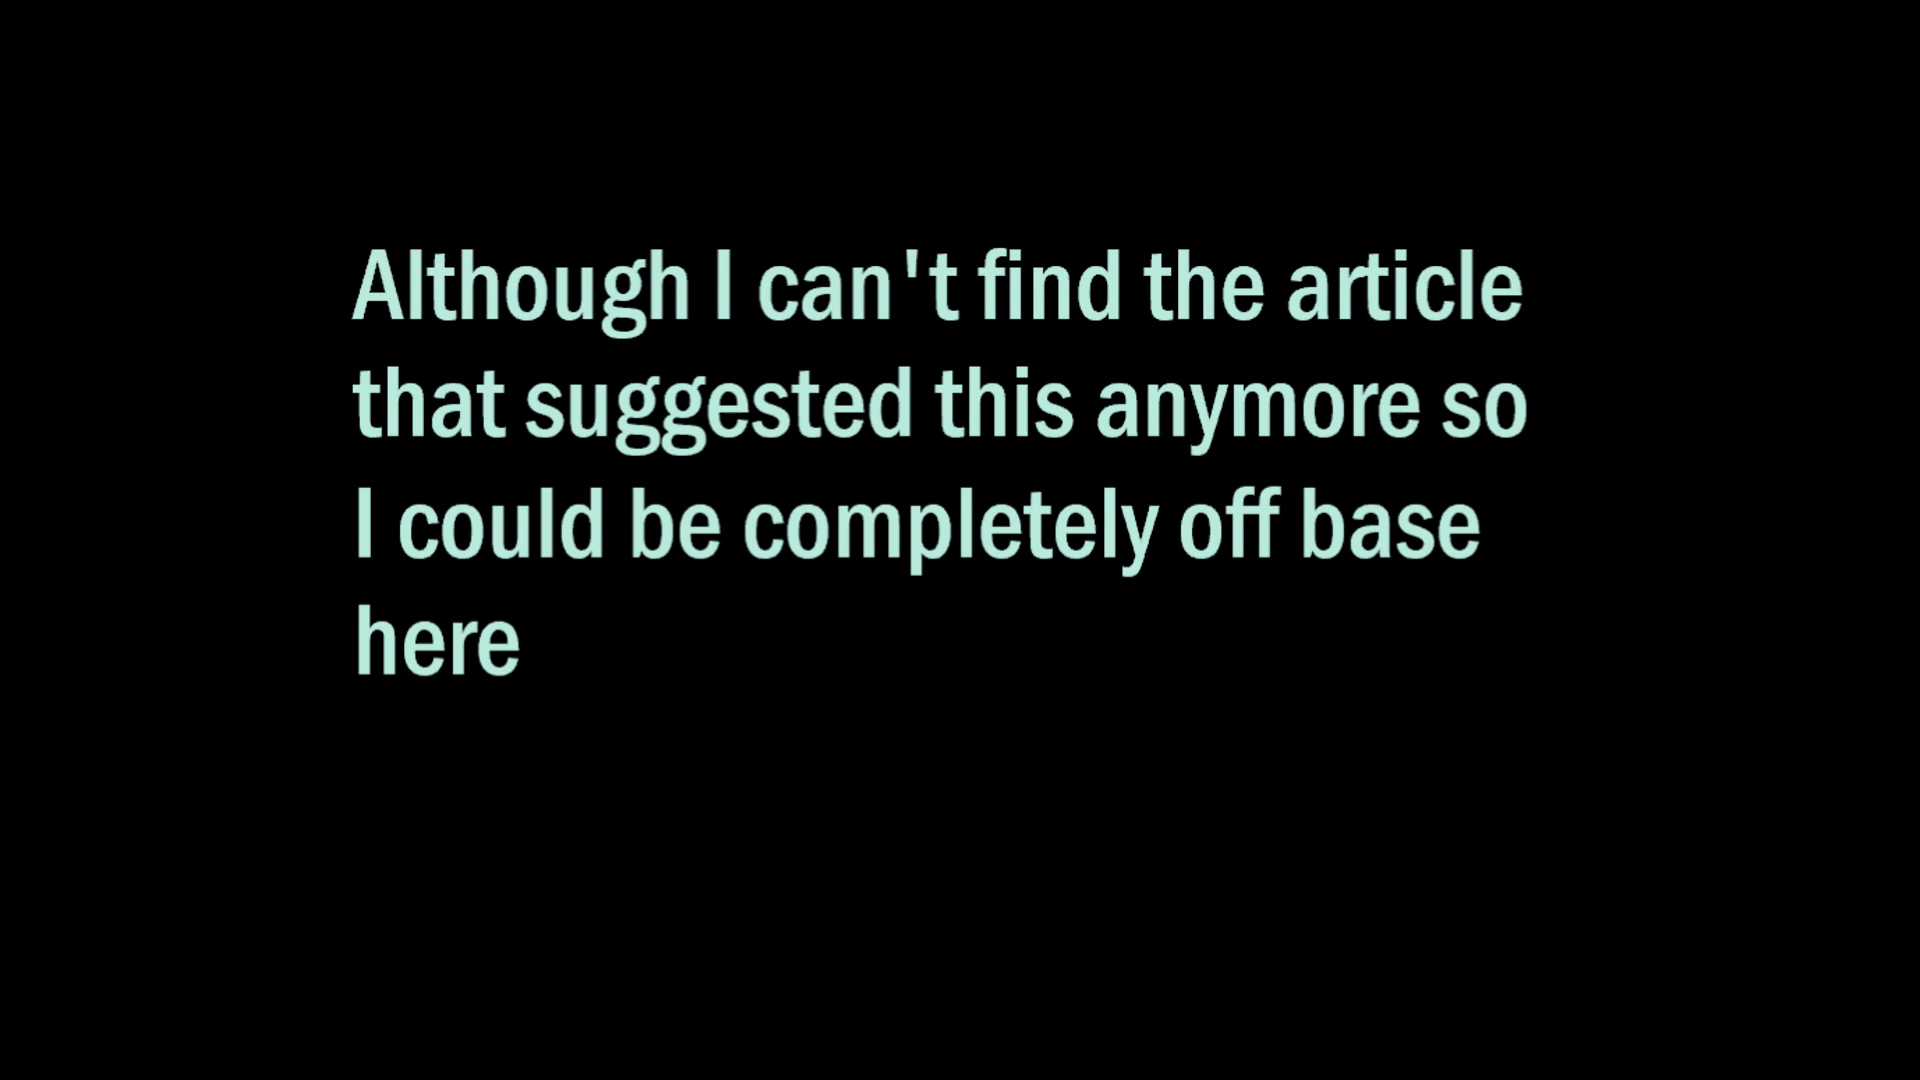 Although I can't find the article
that suggested this anymore so
I could be completely off base
here